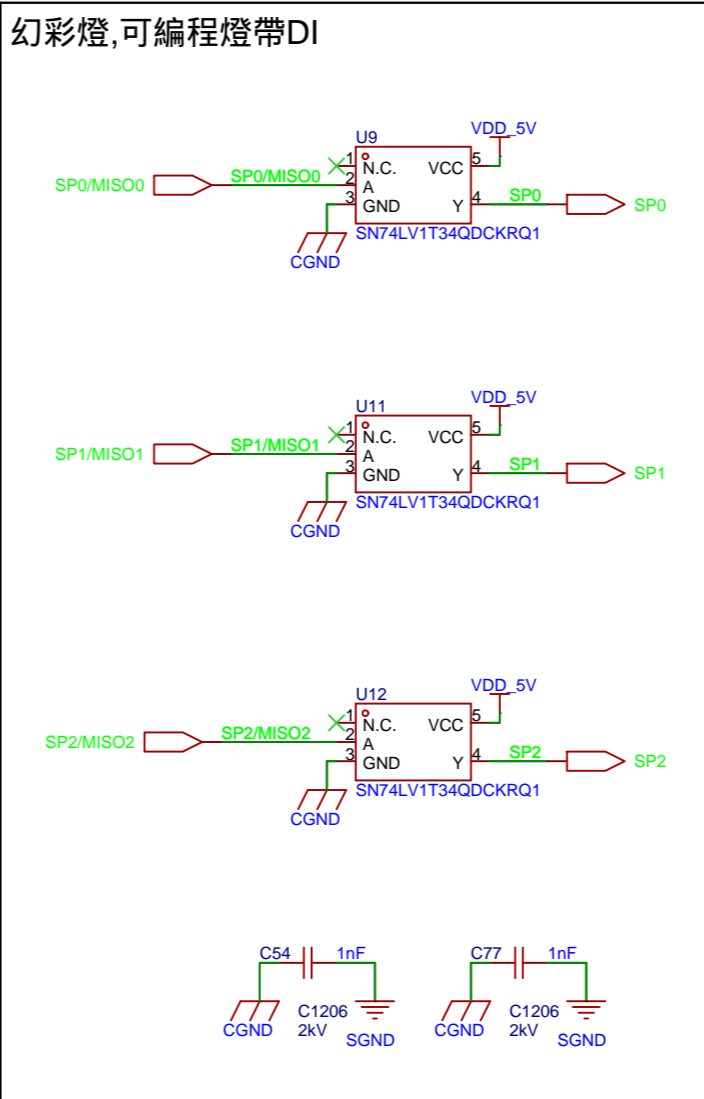 幻彩燈,可編程燈帶DI
U9
VDD_5V
SP0/MISO0
SP0/MISO0
1
N.C.
VCC
5
2
A
3
GND
Y
4
SP0
SP0
CGND
SN74LV1T34QDCKRQ1
U11
VDD_5V
SP1/MISO1
SP1/MISO1
1
N.C.
VCC
5
2
A
3
GND
Y
4
SP1
SP1
CGND
SN74LV1T34QDCKRQ1
U12
VDD_5V
SP2/MISO2
SP2/MISO2
1
N.C.
VCC
5
2
A
3
GND
Y
4
SP2
SP2
CGND
SN74LV1T34QDCKRQ1
C54
1nF
CGND
C1206
2kV
SGND
C77
1nF
CGND
C1206
2kV
SGND